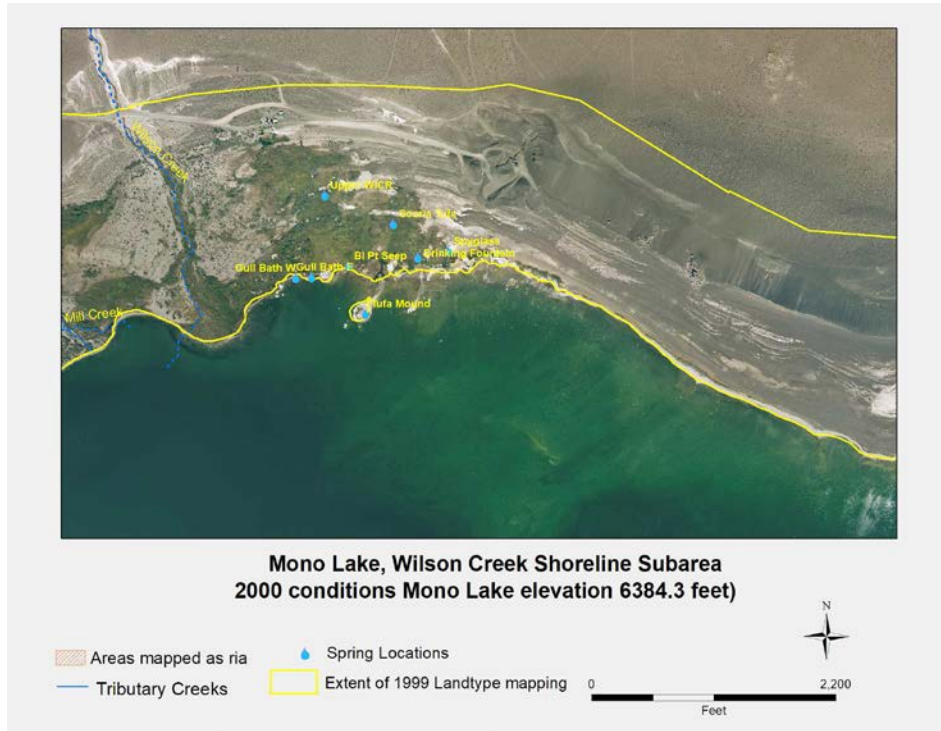 Wilson Creek
Upper WICR
Gull Bath W
Gull Bath E
Bl Pt Seep
Spyglass
Drinking Fountain
Tufa Mound
Mill Creek
Mono Lake, Wilson Creek Shoreline Subarea
2000 conditions Mono Lake elevation 6384.3 feet)
N
Areas mapped as ria
Spring Locations
Tributary Creeks
Extent of 1999 Landtype mapping
0
2,200
Feet